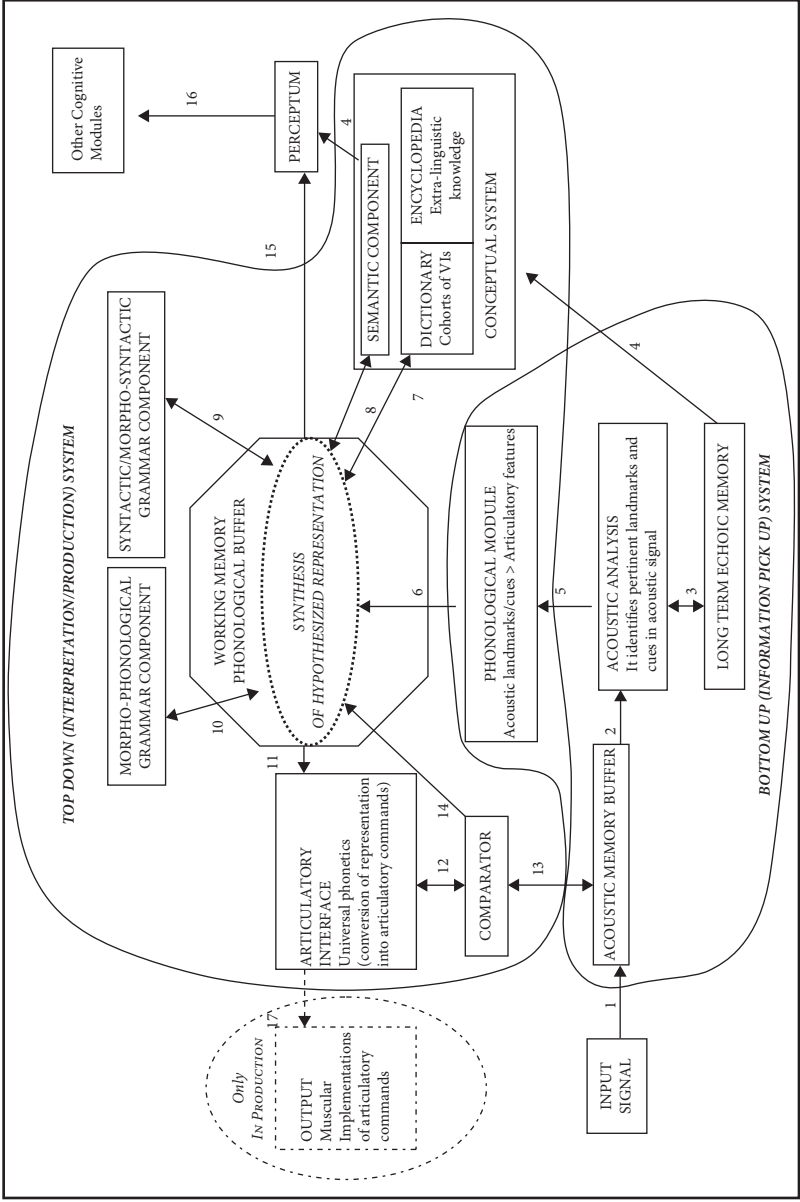 TOP DOWN (INTERPRETATION/PRODUCTION) SYSTEM
MORPHO-PHONOLOGICAL
GRAMMAR COMPONENT
SYNTACTIC/MORPHO-SYNTACTIC
GRAMMAR COMPONENT
Other Cognitive
Modules
16
10
9
WORKING MEMORY
PHONOLOGICAL BUFFER
15
PERCEPTUM
Only
IN PRODUCTION
17
OUTPUT
Muscular
Implementations
of articulatory
commands
ARTICULATORY
INTERFACE
Universal phonetics
(conversion of representation
into articulatory commands)
11
SYNTHESIS
OF HYPOTHESIZED REPRESENTATION
4
SEMANTIC COMPONENT
8
7
DICTIONARY
Cohorts of VIs
ENCYCLOPEDIA
Extra-linguistic
knowledge
CONCEPTUAL SYSTEM
12
14
6
COMPARATOR
PHONOLOGICAL MODULE
Acoustic landmarks/cues > Articulatory features
13
5
INPUT
SIGNAL
1
ACOUSTIC MEMORY BUFFER
2
ACOUSTIC ANALYSIS
It identifies pertinent landmarks and
cues in acoustic signal
4
3
LONG TERM ECHOIC MEMORY
BOTTOM UP (INFORMATION PICK UP) SYSTEM